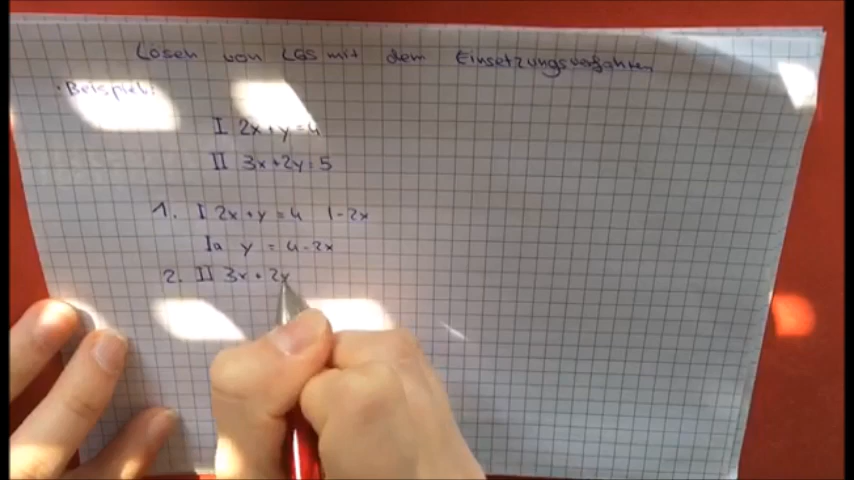 Lösen von LGS mit dem Einsetzungsverfahren
· Beispiel:
I 2x+y=4
II 3x+2y=5
1. I 2x+y=4 |-2x
Ia y = 4-2x
2. II 3x+2y